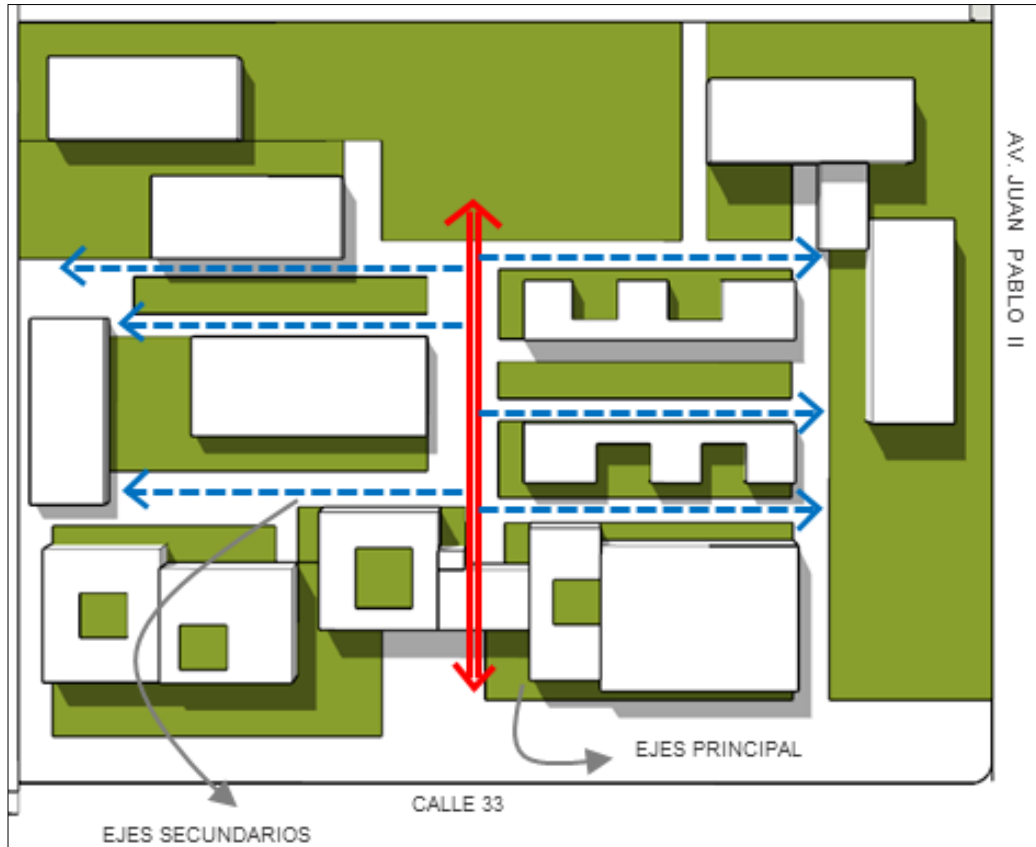 AV. JUAN PABLO II
EJES PRINCIPAL
CALLE 33
EJES SECUNDARIOS